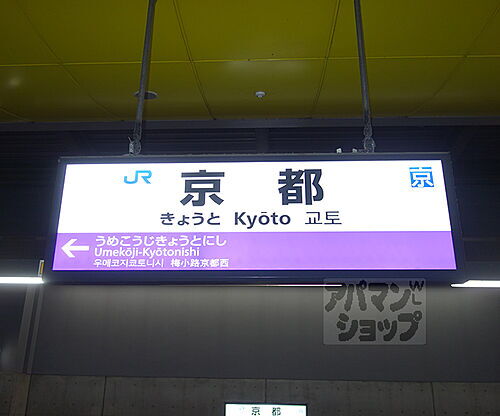 JR 京都 京
きょうと Kyōto 교토
うめこうじきょうとにし
Umekōji-Kyōtonishi
우메코지쿄토니시 梅小路京都西
アパマン
ショップ
京都